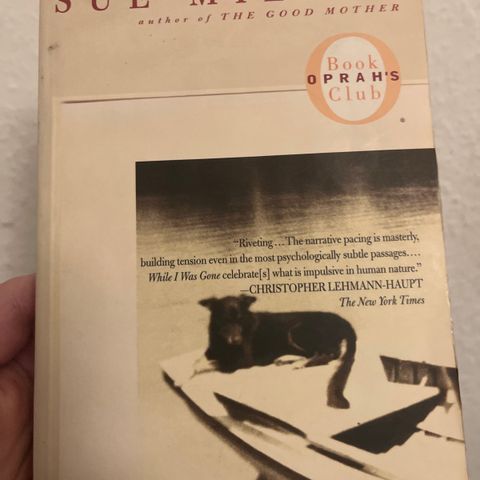 SUE
author of THE GOOD MOTHER
Book
OPRAH'S
Club
“Riveting . . . The narrative pacing is masterly,
building tension even in the most psychologically subtle passages. . . .
While I Was Gone celebrate[s] what is impulsive in human nature.”
—CHRISTOPHER LEHMANN-HAUPT
The New York Times